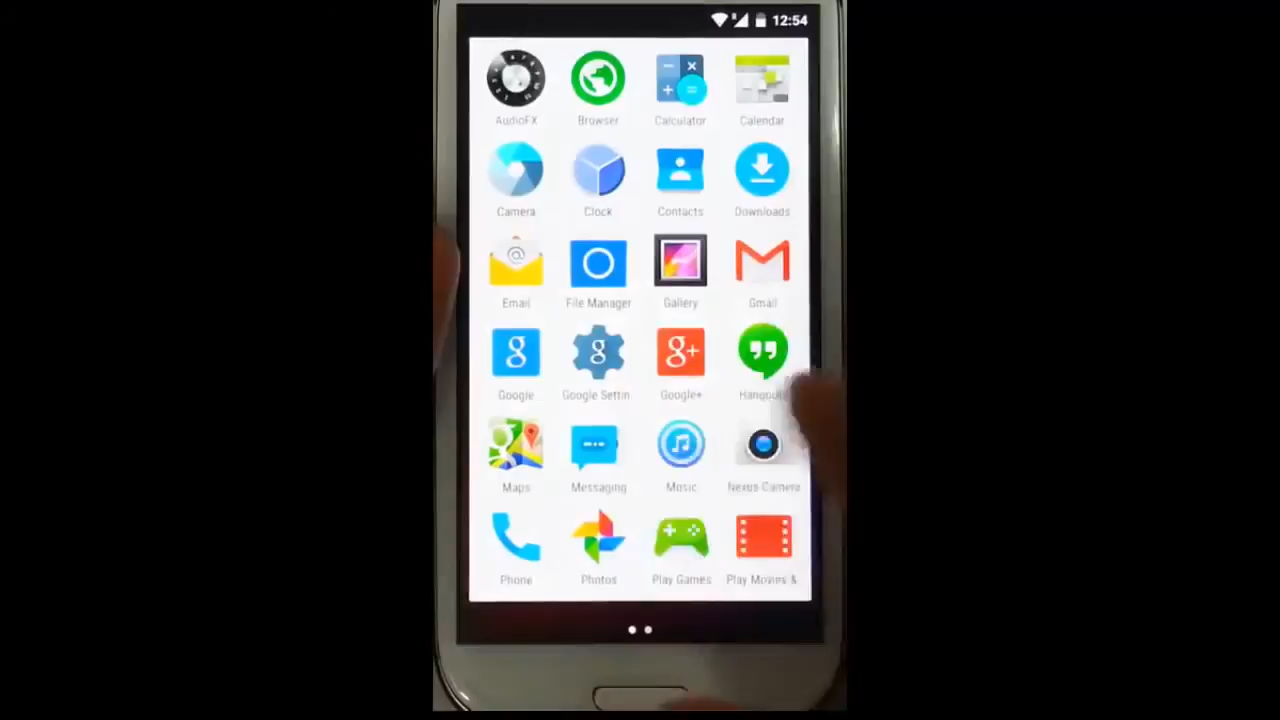 12:54
AudioFX Browser Calculator Calendar
Camera Clock Contacts Downloads
@
Email File Manager Gallery Gmail
g g g+
Google Google Settin Google+ Hangouts
Maps Messaging Music Nexus Camera
Phone Photos Play Games Play Movies &